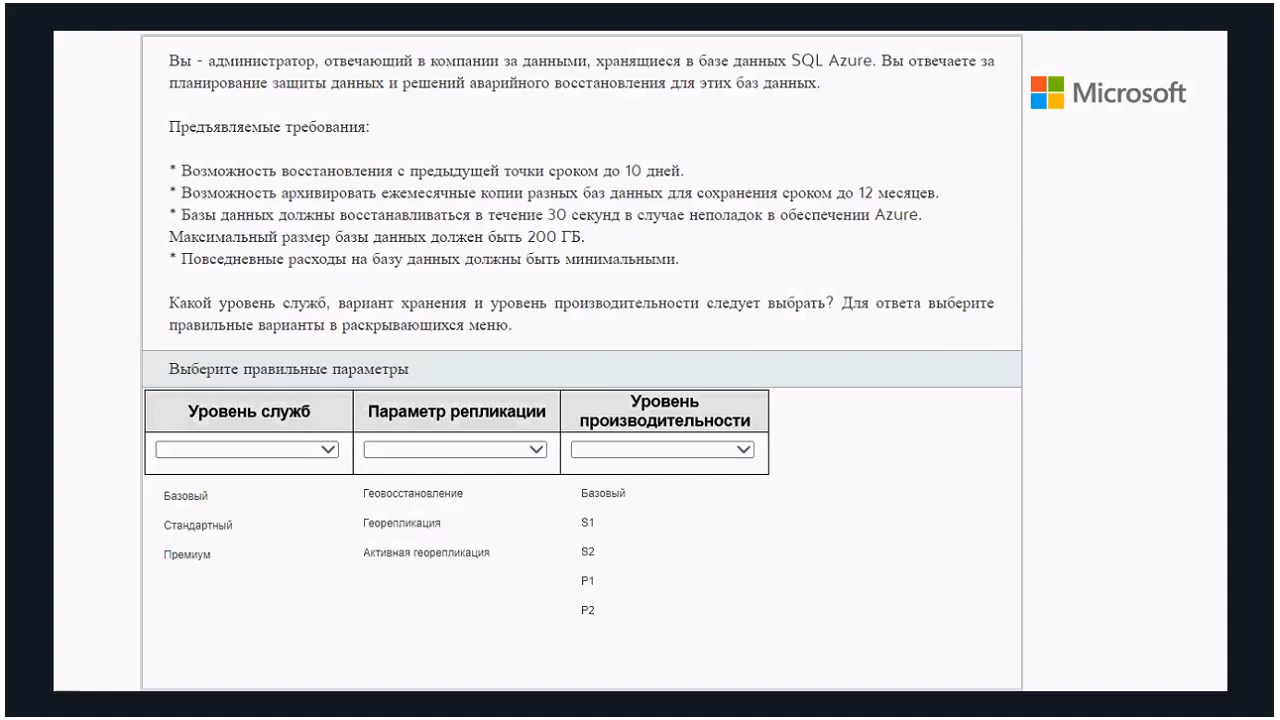 Вы - администратор, отвечающий в компании за данными, хранящиеся в базе данных SQL Azure. Вы отвечаете за
планирование защиты данных и решений аварийного восстановления для этих баз данных.
Microsoft
Предъявляемые требования:
* Возможность восстановления с предыдущей точки сроком до 10 дней.
* Возможность архивировать ежемесячные копии разных баз данных для сохранения сроком до 12 месяцев.
* Базы данных должны восстанавливаться в течение 30 секунд в случае неполадок в обеспечении Azure.
Максимальный размер базы данных должен быть 200 ГБ.
* Повседневные расходы на базу данных должны быть минимальными.
Какой уровень служб, вариант хранения и уровень производительности следует выбрать? Для ответа выберите
правильные варианты в раскрывающихся меню.
Выберите правильные параметры
Уровень служб
Параметр репликации
Уровень
производительности
Базовый
Стандартный
Премиум
Геовосстановление
Георепликация
Активная георепликация
Базовый
S1
S2
P1
P2